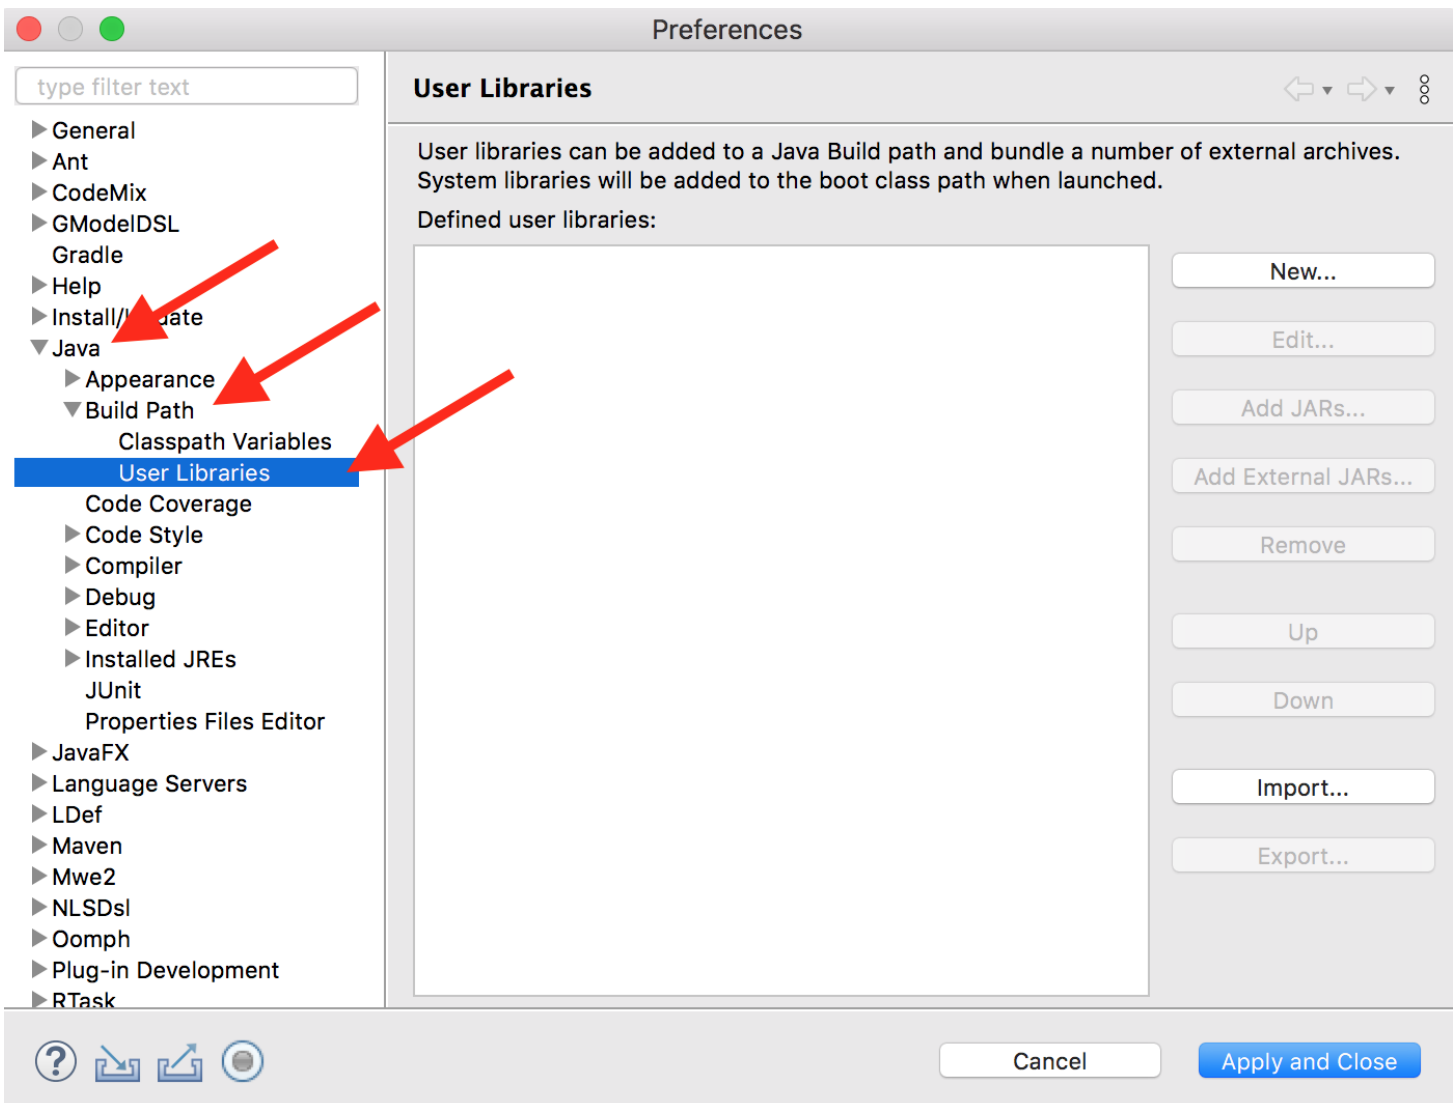 Preferences
type filter text
General
Ant
CodeMix
GModelDSL
Gradle
Help
Install/Update
Java
Appearance
Build Path
Classpath Variables
User Libraries
Code Coverage
Code Style
Compiler
Debug
Editor
Installed JREs
JUnit
Properties Files Editor
JavaFX
Language Servers
LDef
Maven
Mwe2
NLSDsl
Oomph
Plug-in Development
RTask
User Libraries
User libraries can be added to a Java Build path and bundle a number of external archives.
System libraries will be added to the boot class path when launched.
Defined user libraries:
New...
Edit...
Add JARs...
Add External JARs...
Remove
Up
Down
Import...
Export...
?
Cancel
Apply and Close